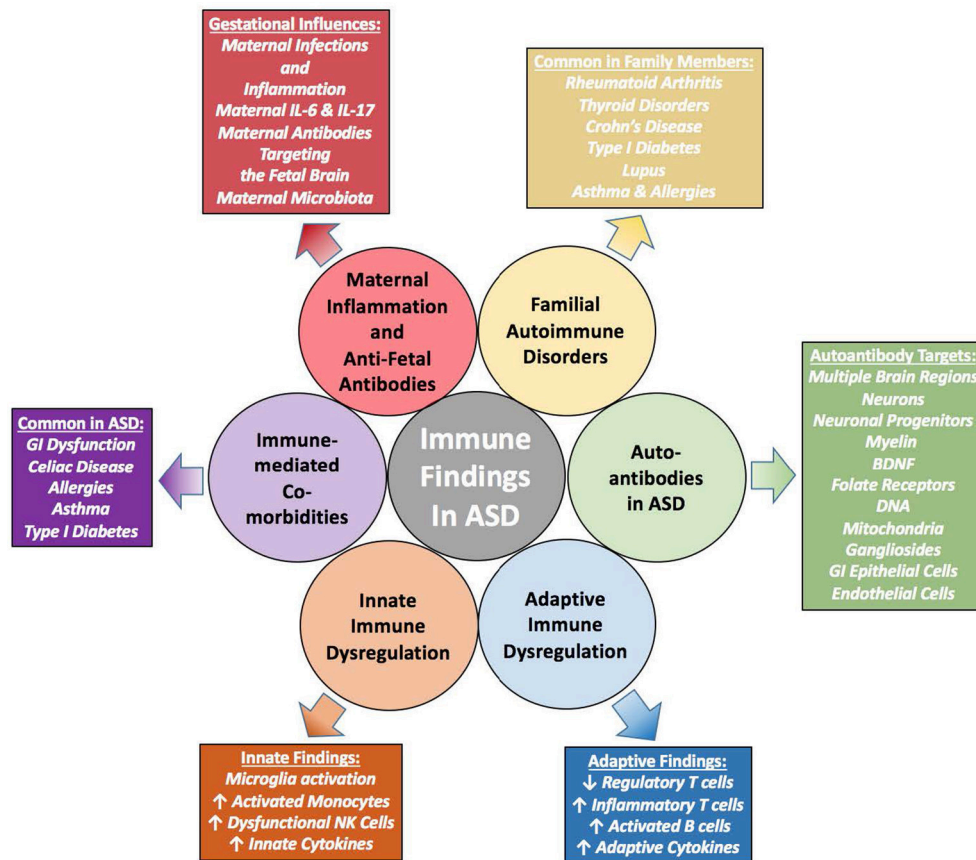 Gestational Influences:
Maternal Infections
and
Inflammation
Maternal IL-6 & IL-17
Maternal Antibodies
Targeting
the Fetal Brain
Maternal Microbiota
Common in Family Members:
Rheumatoid Arthritis
Thyroid Disorders
Crohn's Disease
Type I Diabetes
Lupus
Asthma & Allergies
Maternal
Inflammation
and
Anti-Fetal
Antibodies
Familial
Autoimmune
Disorders
Autoantibody Targets:
Multiple Brain Regions
Neurons
Neuronal Progenitors
Myelin
BDNF
Folate Receptors
DNA
Mitochondria
Gangliosides
GI Epithelial Cells
Endothelial Cells
Common in ASD:
GI Dysfunction
Celiac Disease
Allergies
Asthma
Type I Diabetes
Immune-
mediated
Co-
morbidities
Immune
Findings
In ASD
Auto-
antibodies
in ASD
Innate
Immune
Dysregulation
Adaptive
Immune
Dysregulation
Innate Findings:
Microglia activation
↑ Activated Monocytes
↑ Dysfunctional NK Cells
↑ Innate Cytokines
Adaptive Findings:
↓ Regulatory T cells
↑ Inflammatory T cells
↑ Activated B cells
↑ Adaptive Cytokines